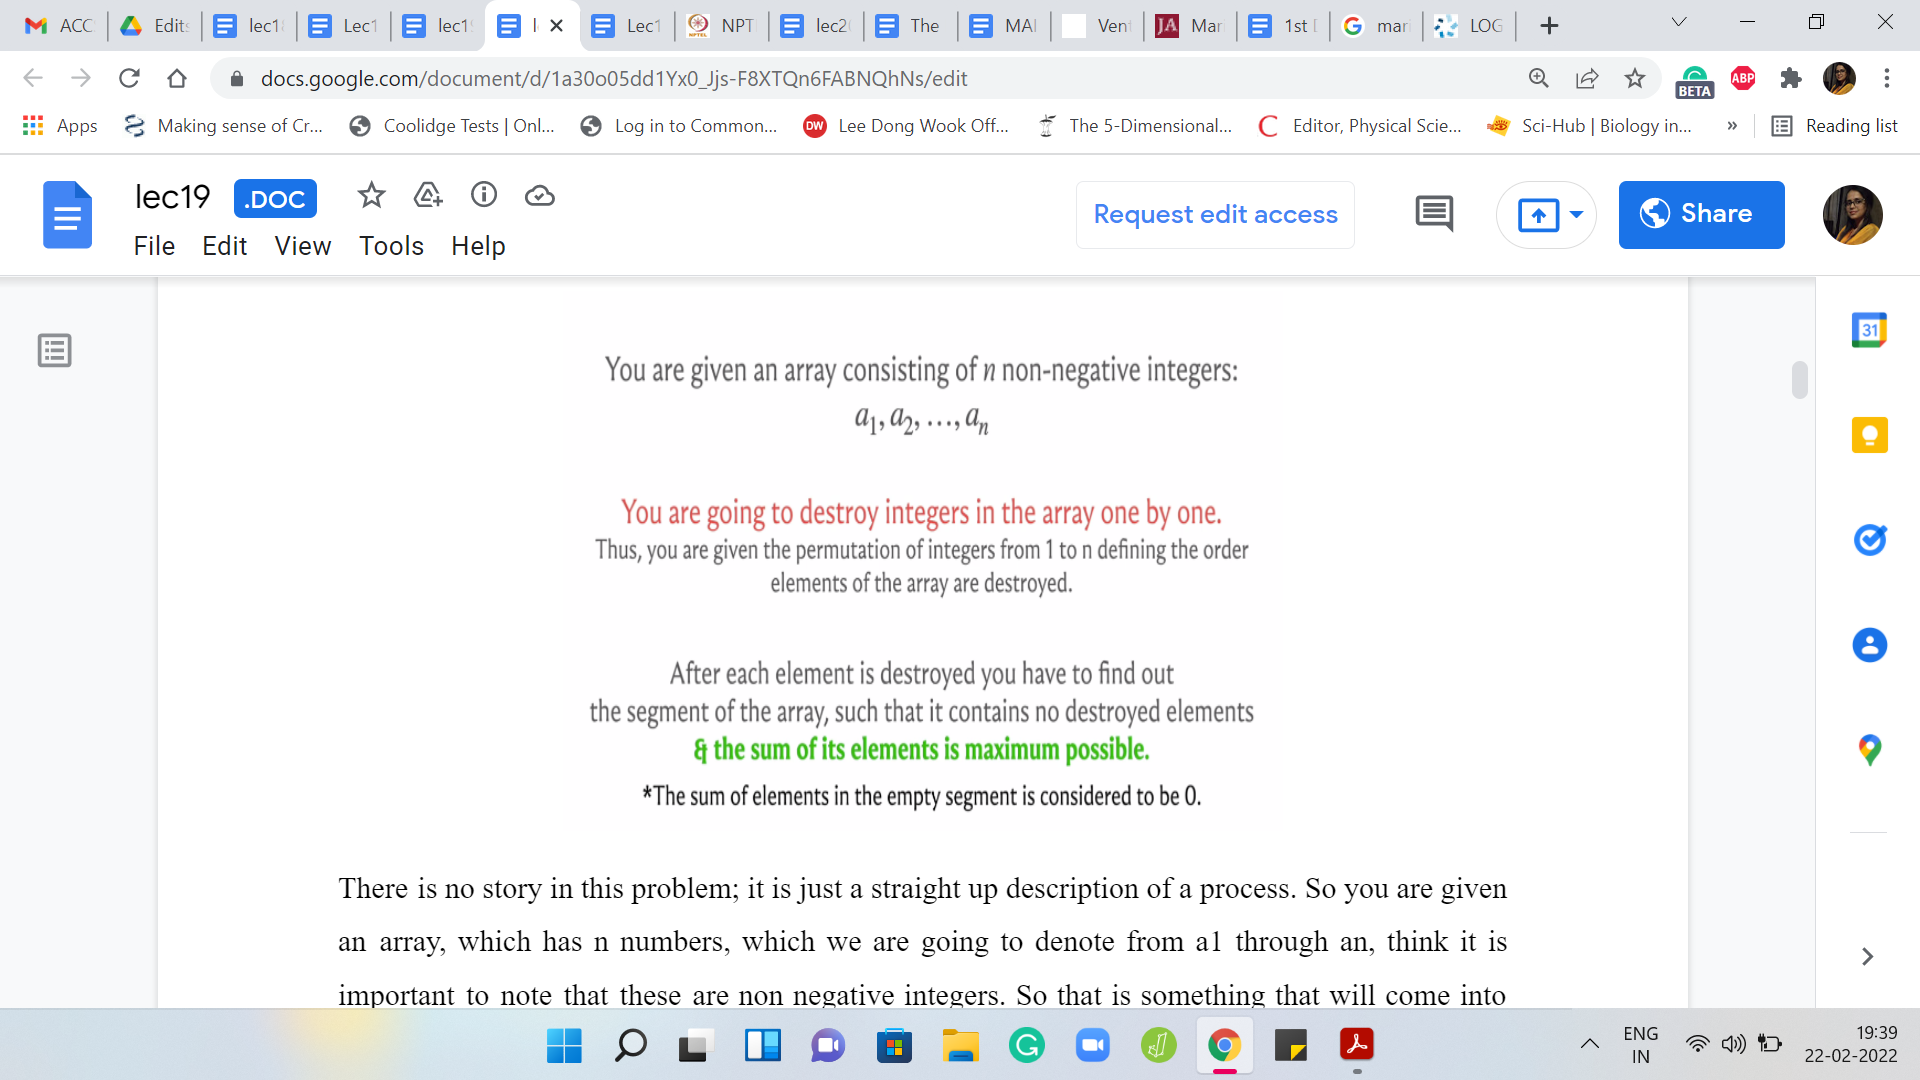 ACC Edits lec18 Lec1 lec19 l Lec1 NPT lec20 The MAI Vent Mar 1st D mari LOG
docs.google.com/document/d/1a30o05dd1Yx0_Jjs-F8XTQn6FABNQhNs/edit
ABP
BETA
Apps Making sense of Cr... Coolidge Tests | Onl... Log in to Common... DW Lee Dong Wook Off... The 5-Dimensional... Editor, Physical Scie... Sci-Hub | Biology in... » Reading list
lec19 .DOC
Request edit access
Share
File Edit View Tools Help
31
You are given an array consisting of n non-negative integers:
a1, a2, ..., an
You are going to destroy integers in the array one by one.
Thus, you are given the permutation of integers from 1 to n defining the order
elements of the array are destroyed.
After each element is destroyed you have to find out
the segment of the array, such that it contains no destroyed elements
& the sum of its elements is maximum possible.
*The sum of elements in the empty segment is considered to be 0.
There is no story in this problem; it is just a straight up description of a process. So you are given
an array, which has n numbers, which we are going to denote from a1 through an, think it is
important to note that these are non negative integers. So that is something that will come into
ENG
IN
19:39
22-02-2022